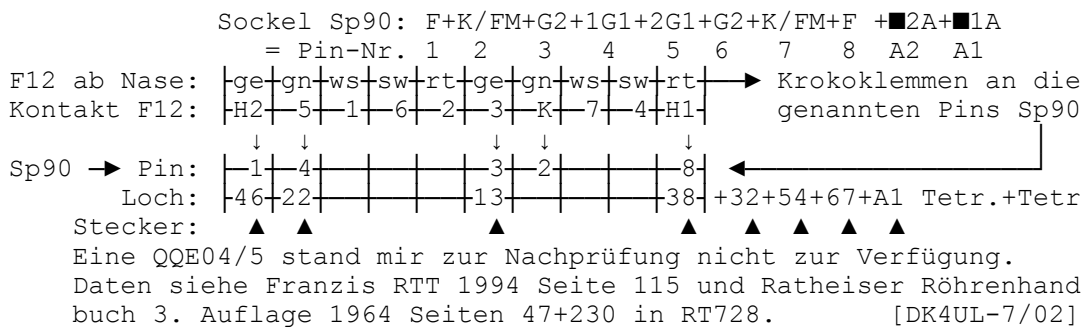 Sockel Sp90: F+K/FM+G2+1G1+2G1+G2+K/FM+F +■2A+■1A
= Pin-Nr. 1 2 3 4 5 6 7 8 A2 A1
F12 ab Nase: ├ge┼gn┼ws┼sw┼rt┼ge┼gn┼ws┼sw┼rt┼──► Krokoklemmen an die
Kontakt F12: ├H2┼─5┼─1┼─6┼─2┼─3┼─K┼─7┼─4┼H1┤ genannten Pins Sp90
↓ ↓ ↓ ↓ ↓
Sp90 ─► Pin: ├─1┼─4┼──┼──┼──┼─3┼─2┼──┼──┼─8┤ ◄
Loch: ├46┼22┼──┼──┼──┼13┼──┼──┼──┼38┤ +32+54+67+A1 Tetr.+Tetr
Stecker: ▲ ▲ ▲ ▲ ▲ ▲ ▲ ▲
Eine QQE04/5 stand mir zur Nachprüfung nicht zur Verfügung.
Daten siehe Franzis RTT 1994 Seite 115 und Ratheiser Röhrenhand
buch 3. Auflage 1964 Seiten 47+230 in RT728. [DK4UL-7/02]